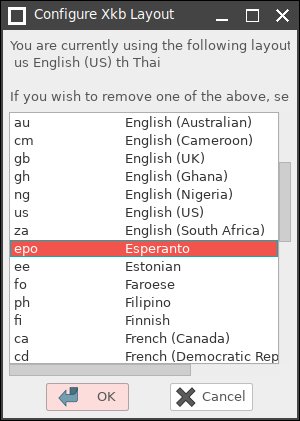 Configure Xkb Layout
You are currently using the following layout
us English (US) th Thai
If you wish to remove one of the above, se
au English (Australian)
cm English (Cameroon)
gb English (UK)
gh English (Ghana)
ng English (Nigeria)
us English (US)
za English (South Africa)
epo Esperanto
ee Estonian
fo Faroese
ph Filipino
fi Finnish
ca French (Canada)
cd French (Democratic Rep
OK Cancel